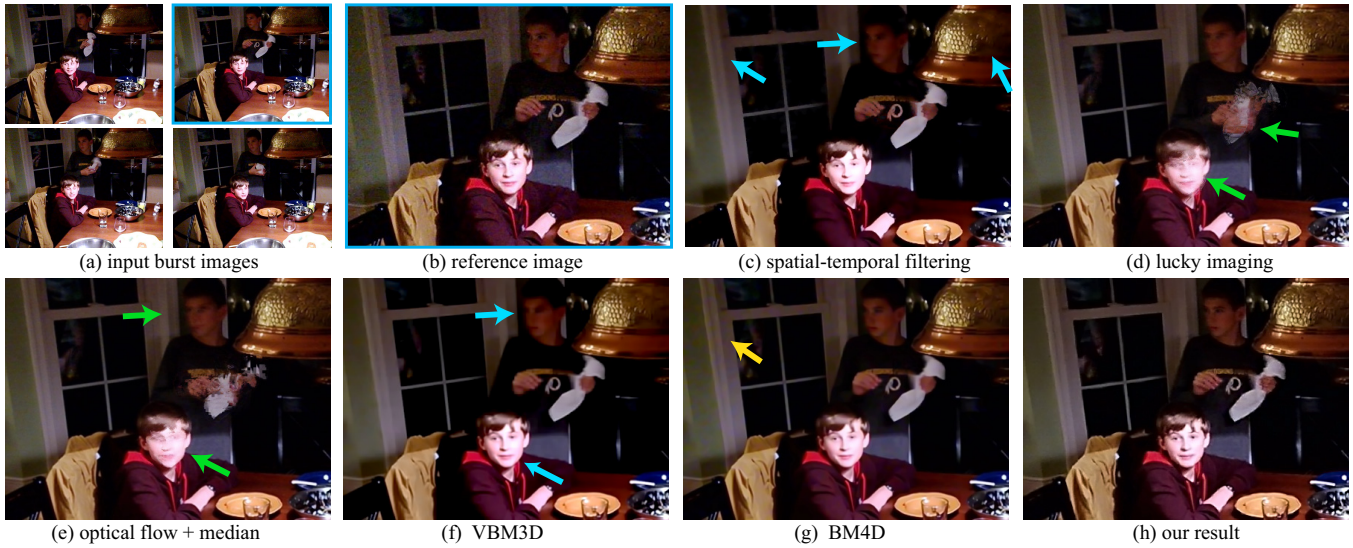 (a) input burst images
(b) reference image
(c) spatial-temporal filtering
(d) lucky imaging
(e) optical flow + median
(f) VBM3D
(g) BM4D
(h) our result